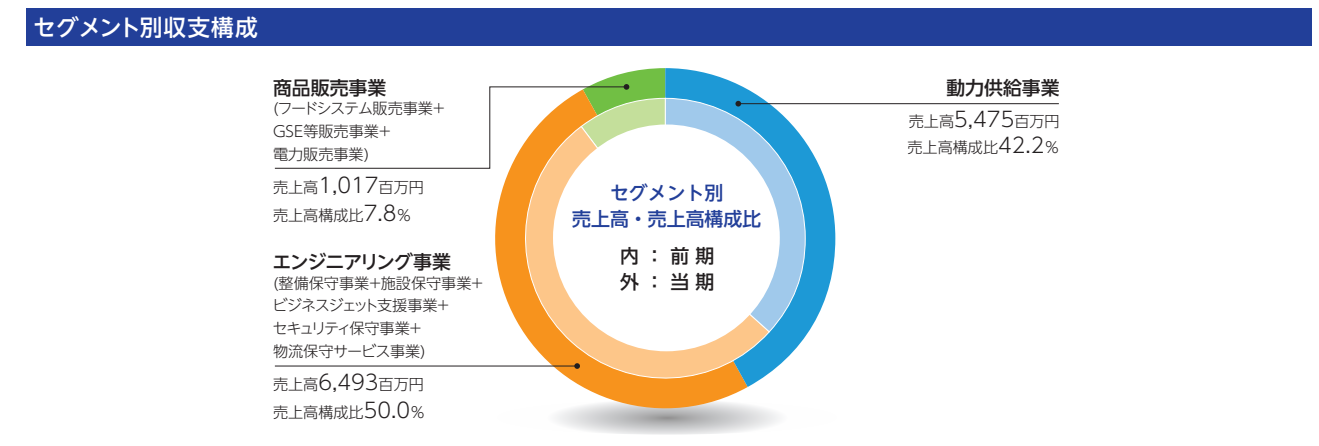 セグメント別収支構成
商品販売事業
(フードシステム販売事業+
GSE等販売事業+
電力販売事業)
売上高1,017百万円
売上高構成比7.8%
エンジニアリング事業
(整備保守事業+施設保守事業+
ビジネスジェット支援事業+
セキュリティ保守事業+
物流保守サービス事業)
売上高6,493百万円
売上高構成比50.0%
セグメント別
売上高・売上高構成比
内：前期
外：当期
動力供給事業
売上高5,475百万円
売上高構成比42.2%